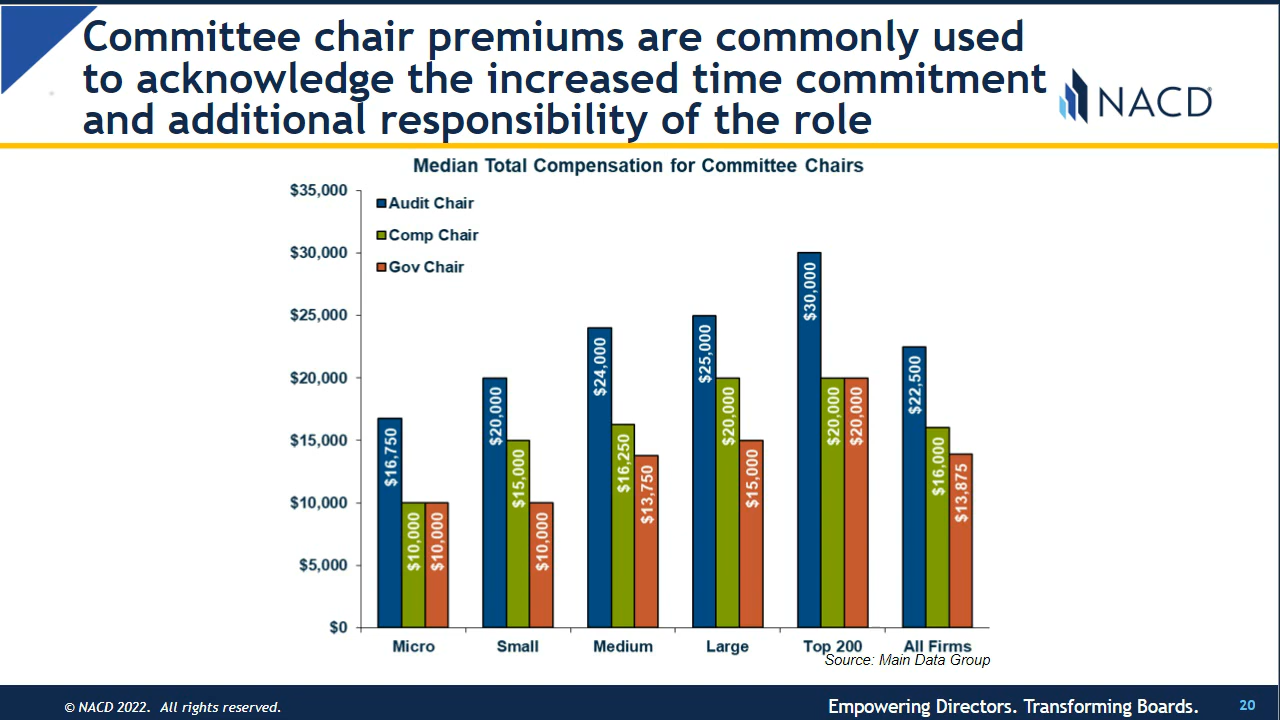 Committee chair premiums are commonly used
to acknowledge the increased time commitment
and additional responsibility of the role
NACD®
Median Total Compensation for Committee Chairs
$35,000
$30,000
$25,000
$20,000
$15,000
$10,000
$5,000
$0
Audit Chair
Comp Chair
Gov Chair
$16,750
$10,000
$10,000
$20,000
$15,000
$10,000
$24,000
$16,250
$13,750
$25,000
$20,000
$15,000
$30,000
$20,000
$20,000
$22,500
$16,000
$13,875
Micro
Small
Medium
Large
Top 200
All Firms
Source: Main Data Group
© NACD 2022. All rights reserved.
Empowering Directors. Transforming Boards.
20